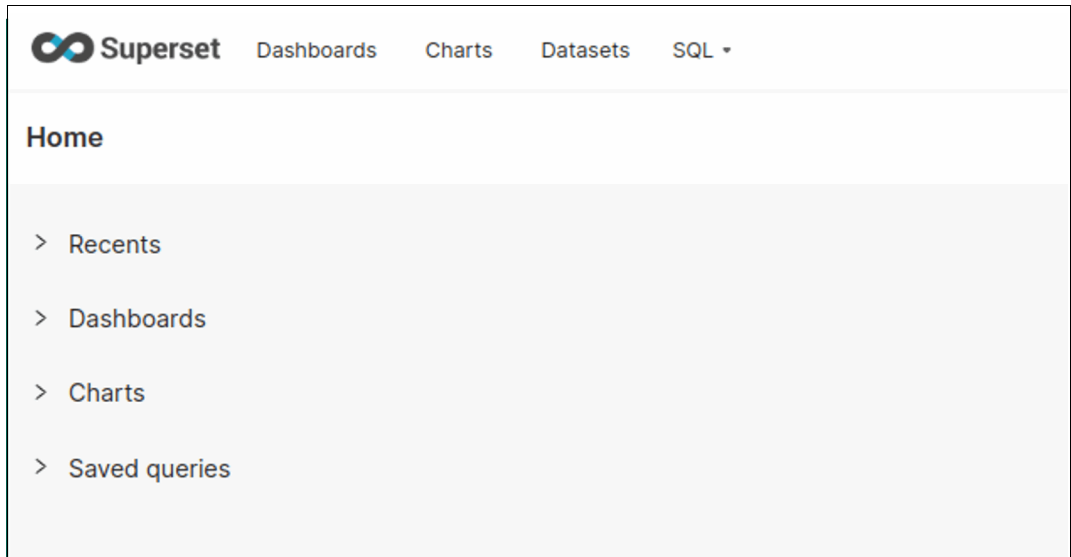 Superset Dashboards Charts Datasets SQL
Home
Recents
Dashboards
Charts
Saved queries